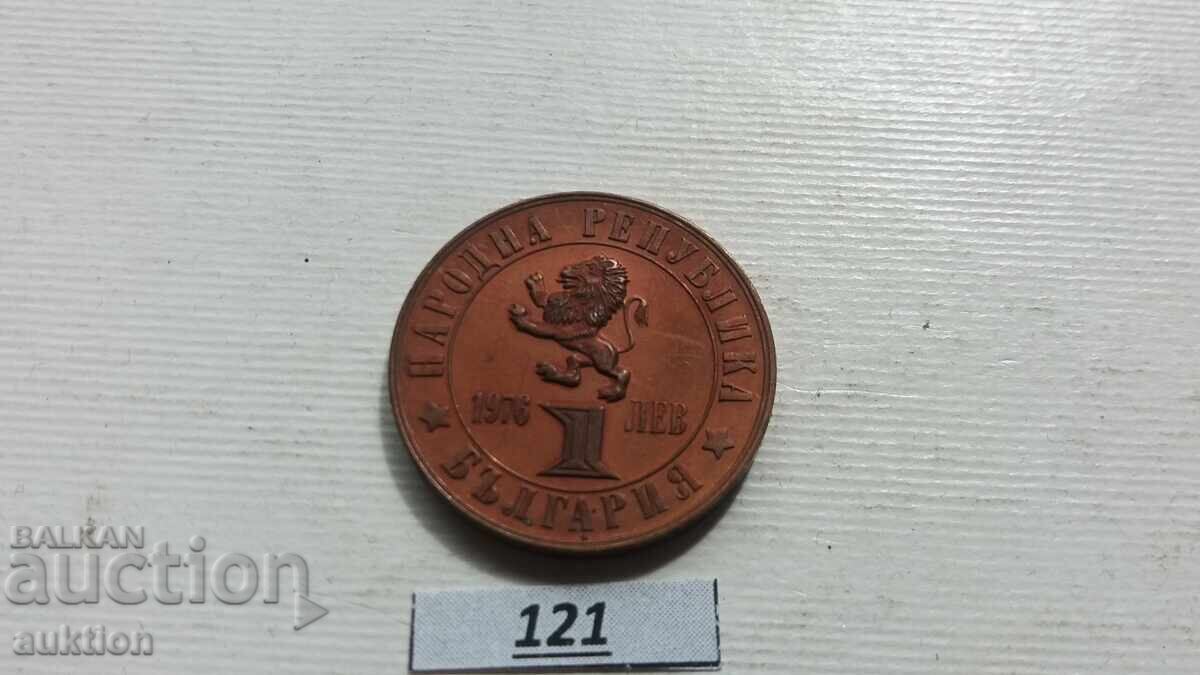 НАРОДНА РЕПУБЛИКА
1976 1 ЛЕВ
БЪЛГАРИЯ
BALKAN
auction
auktion
121